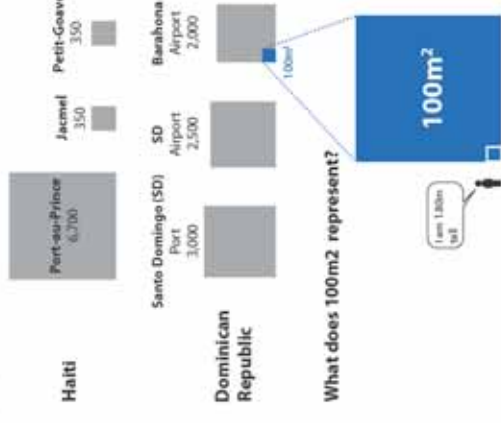 Haiti
Port-au-Prince
6,700
Jacmel
350
Petit-Goav
350
Dominican
Republic
Santo Domingo (SD)
Port
3,000
SD
Airport
2,500
Barahona
Airport
2,000
100m²
What does 100m2 represent?
100m²
I am 1.80m
tall